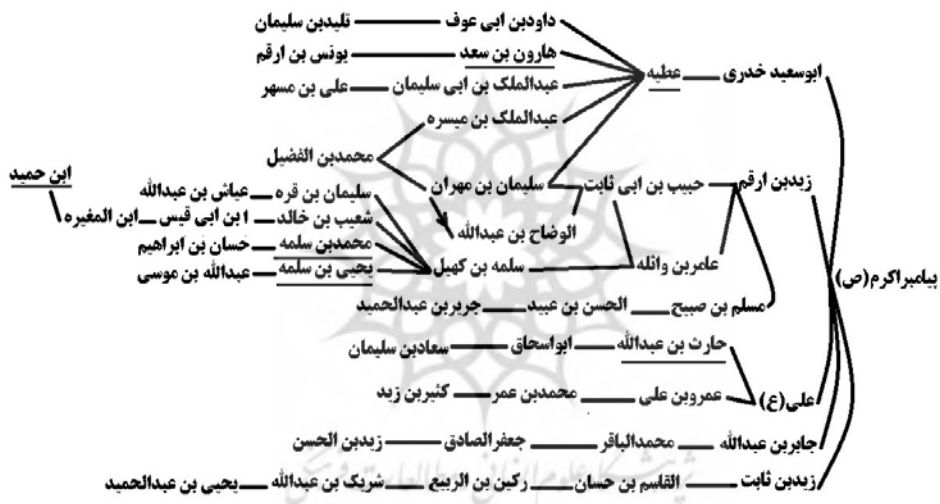 داودبن ابی عوف تلیدبن سلیمان
هارون بن سعد یونس بن ارقم
ابوسعید خدری عطیه
عبدالملک بن ابی سلیمان علی بن مسهر
عبدالملک بن میسره
محمدبن الفضیل
زیدبن ارقم حبیب بن ابی ثابت سلیمان بن مهران
سلیمان بن قره عیاش بن عبدالله
ابن حمید
الوضاح بن عبدالله
شعیب بن خالد ابن ابی قیس ابن المغیره
عامربن واثله سلمه بن کهیل
محمدبن سلمه حسان بن ابراهیم
یحیی بن سلمه عبدالله بن موسی
پیامبراکرم(ص)
مسلم بن صبیح الحسن بن عبید جریربن عبدالحمید
حارث بن عبدالله ابواسحاق سعادبن سلیمان
علی(ع)
عمروبن علی محمدبن عمر کثیربن زید
جابربن عبدالله محمدالباقر جعفرالصادق زیدبن الحسن
زیدبن ثابت القاسم بن حسان رکین بن الربیع شریک بن عبدالله یحیی بن عبدالحمید